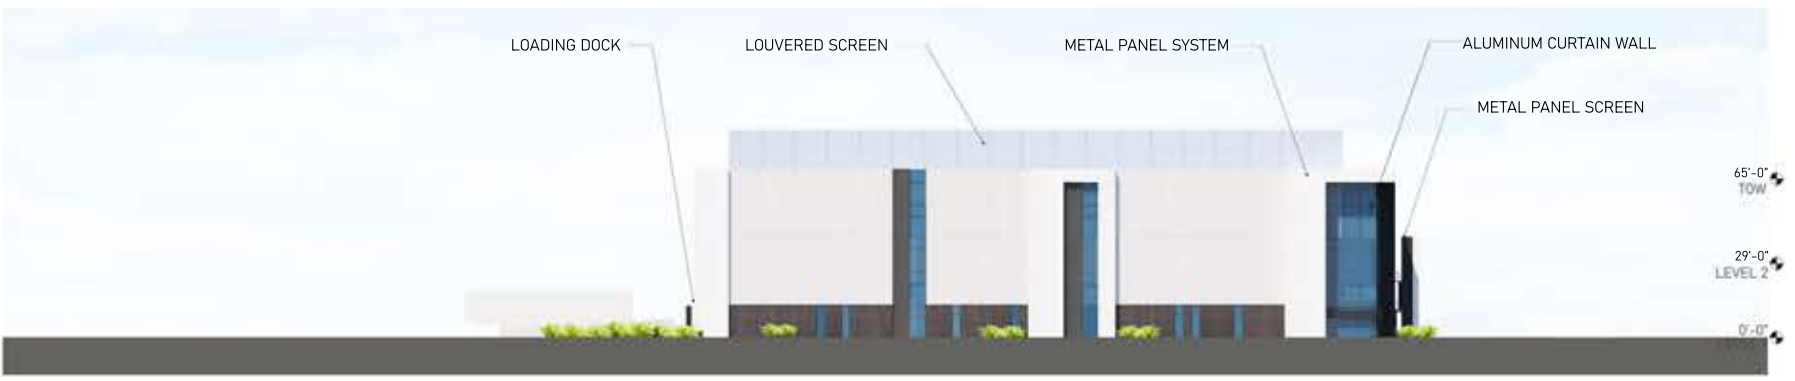 LOADING DOCK
LOUVERED SCREEN
METAL PANEL SYSTEM
ALUMINUM CURTAIN WALL
METAL PANEL SCREEN
65'-0"
TOW
29'-0"
LEVEL 2
0'-0"